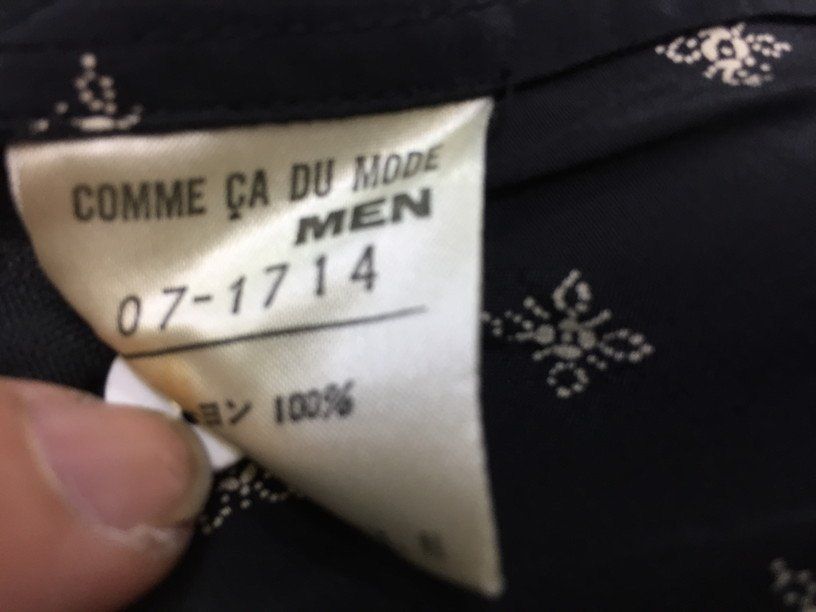 COMME ÇA DU MODE
MEN
07-1714
ヨン 100%